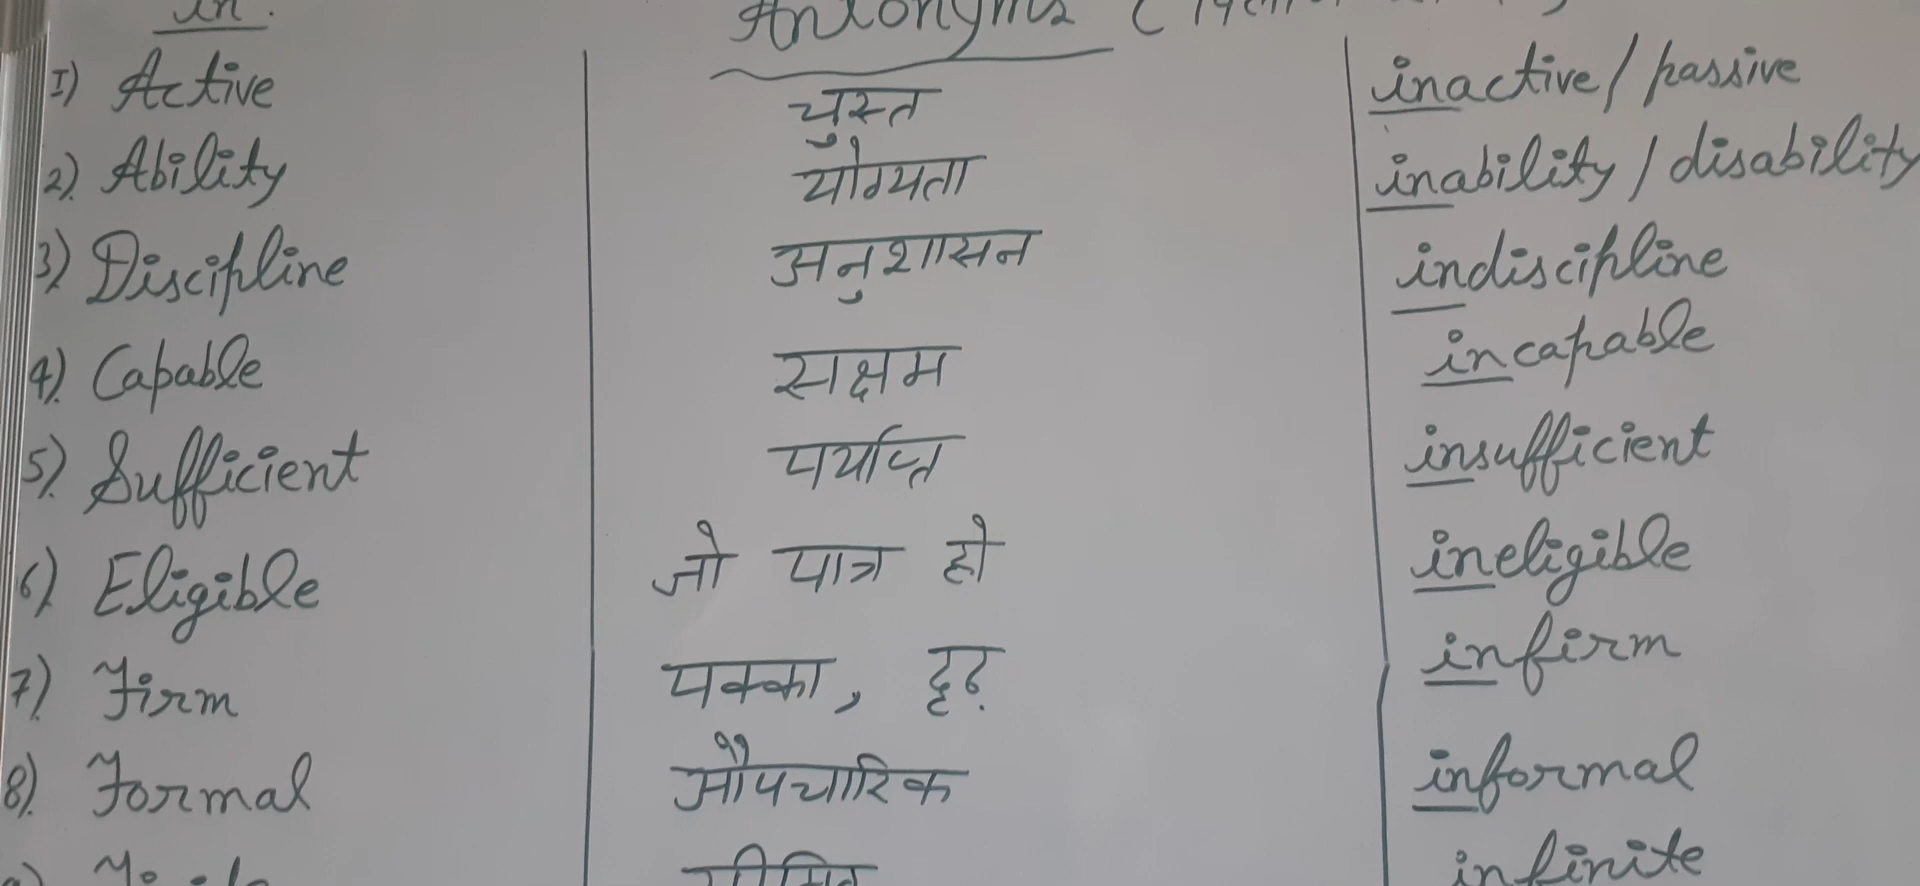 in.
Antonyms (
1) Active चुस्त inactive / passive
2). Ability योग्यता inability / disability
3) Discipline अनुशासन indiscipline
4). Capable सक्षम incapable
5). Sufficient पर्याप्त insufficient
6). Eligible जो पात्र हो ineligible
7). Firm पक्का, दृढ़ infirm
8). Formal औपचारिक informal
infinite